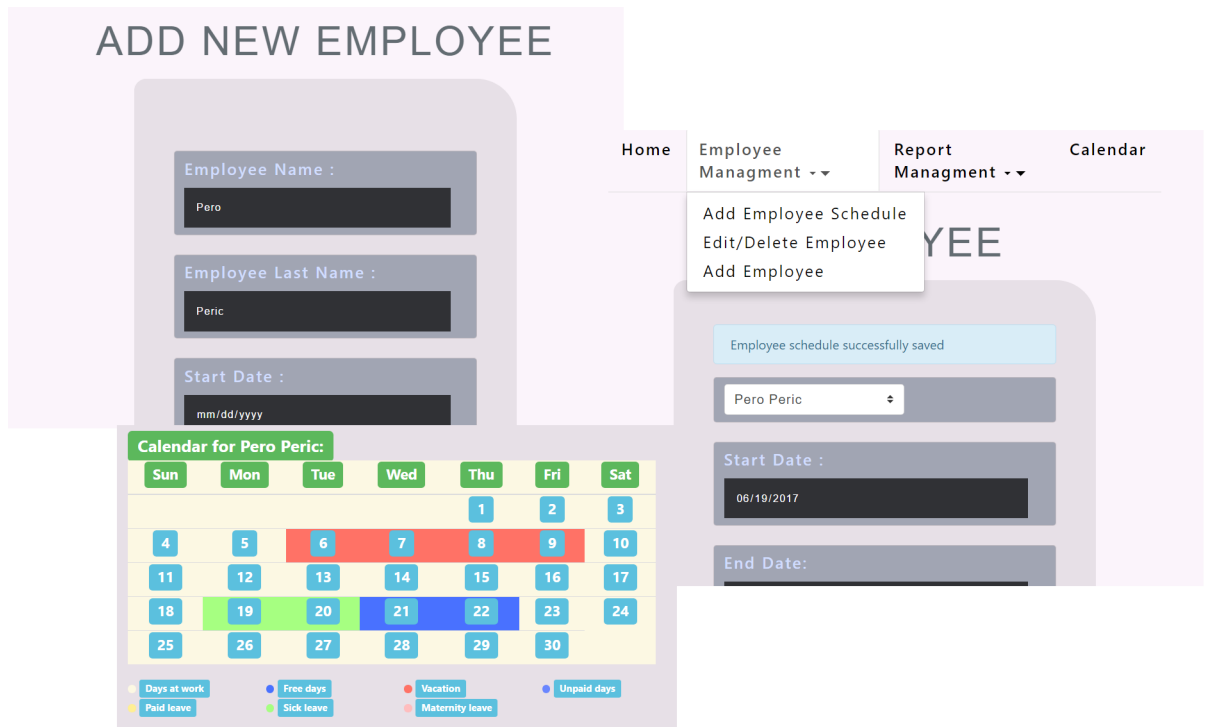 ADD NEW EMPLOYEE
Employee Name :
Pero
Employee Last Name :
Peric
Start Date :
mm/dd/yyyy
Home Employee Managment Report Managment Calendar
Add Employee Schedule
Edit/Delete Employee
Add Employee
YEE
Employee schedule successfully saved
Pero Peric
Start Date :
06/19/2017
End Date:
Calendar for Pero Peric:
Sun Mon Tue Wed Thu Fri Sat
1 2 3
4 5 6 7 8 9 10
11 12 13 14 15 16 17
18 19 20 21 22 23 24
25 26 27 28 29 30
Days at work Free days Vacation Unpaid days
Paid leave Sick leave Maternity leave